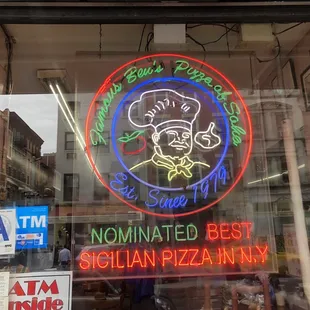 Famous Ben's Pizza of SoHo
Est. Since 1979.
NOMINATED BEST
SICILIAN PIZZA IN N.Y
A
ATM
ATM
inside